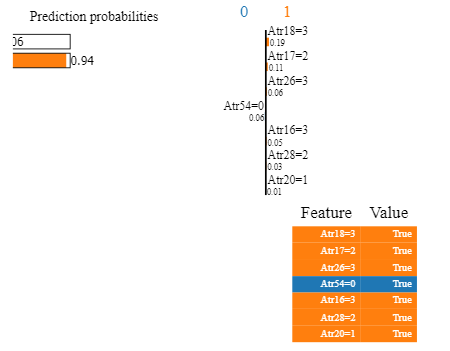 Prediction probabilities
06
0.94
0 1
Atr18=3
0.19
Atr17=2
0.11
Atr26=3
0.06
Atr54=0
0.06
Atr16=3
0.05
Atr28=2
0.03
Atr20=1
0.01
Feature Value
Atr18=3 True
Atr17=2 True
Atr26=3 True
Atr54=0 True
Atr16=3 True
Atr28=2 True
Atr20=1 True